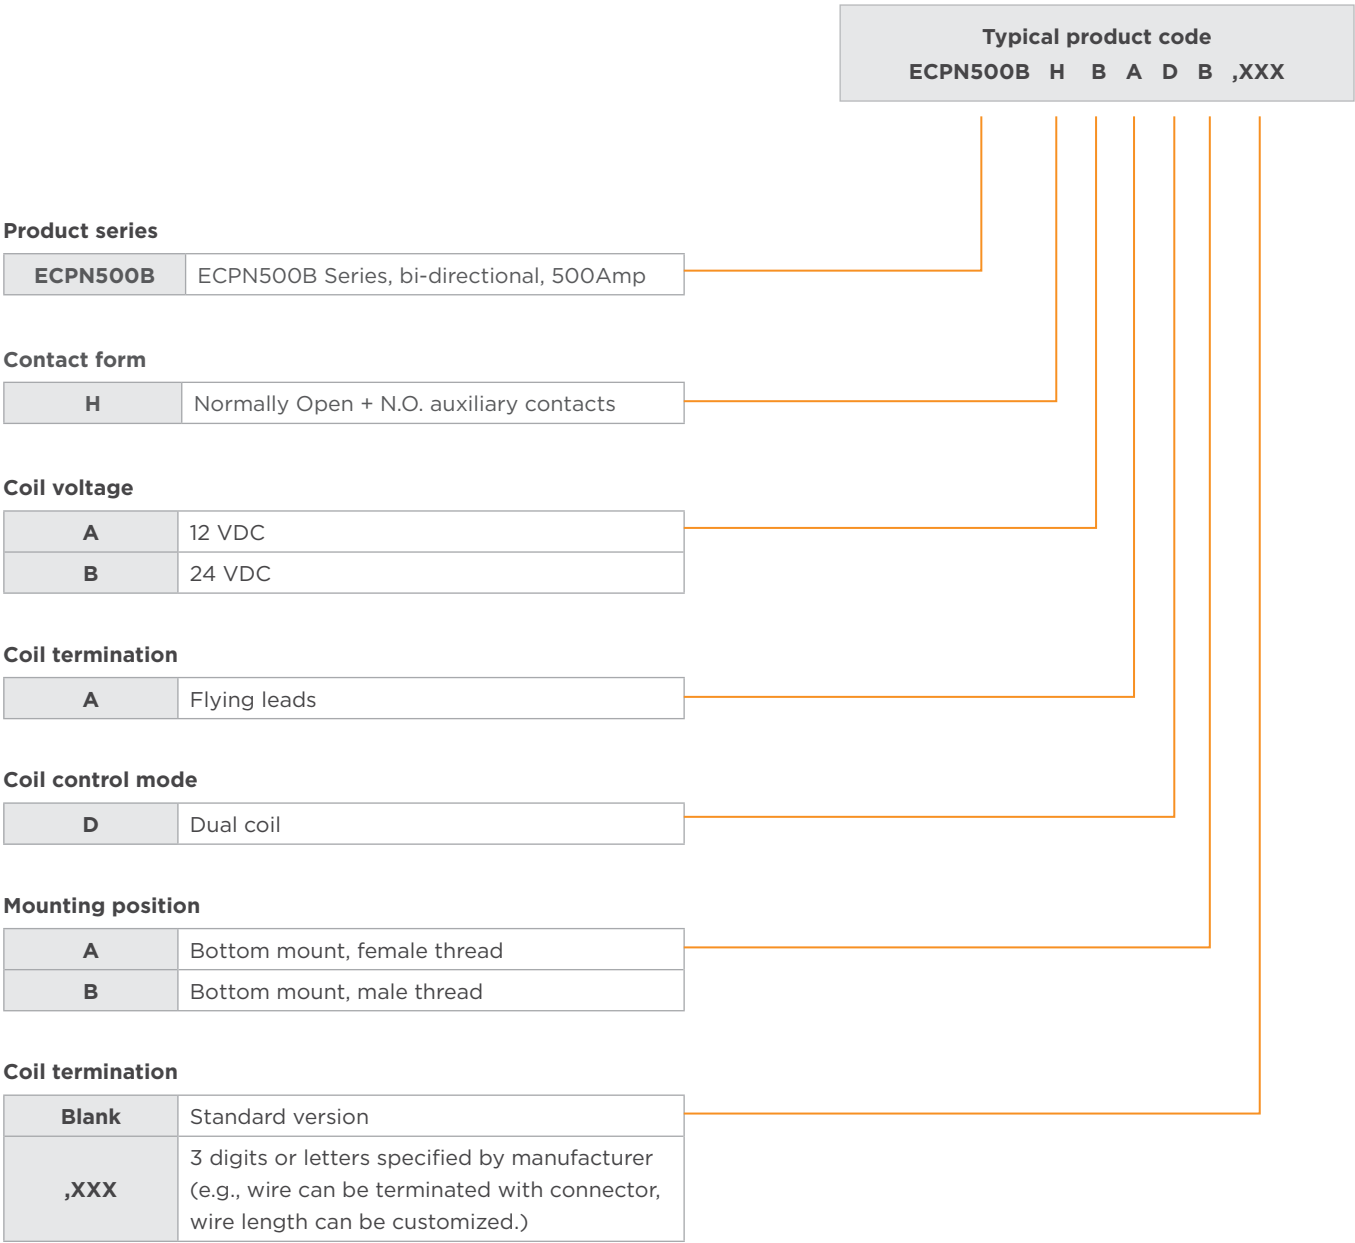 Typical product code
ECPN500B H B A D B ,XXX
Product series
ECPN500B ECPN500B Series, bi-directional, 500Amp
Contact form
H Normally Open + N.O. auxiliary contacts
Coil voltage
A 12 VDC
B 24 VDC
Coil termination
A Flying leads
Coil control mode
D Dual coil
Mounting position
A Bottom mount, female thread
B Bottom mount, male thread
Coil termination
Blank Standard version
,XXX 3 digits or letters specified by manufacturer
(e.g., wire can be terminated with connector,
wire length can be customized.)